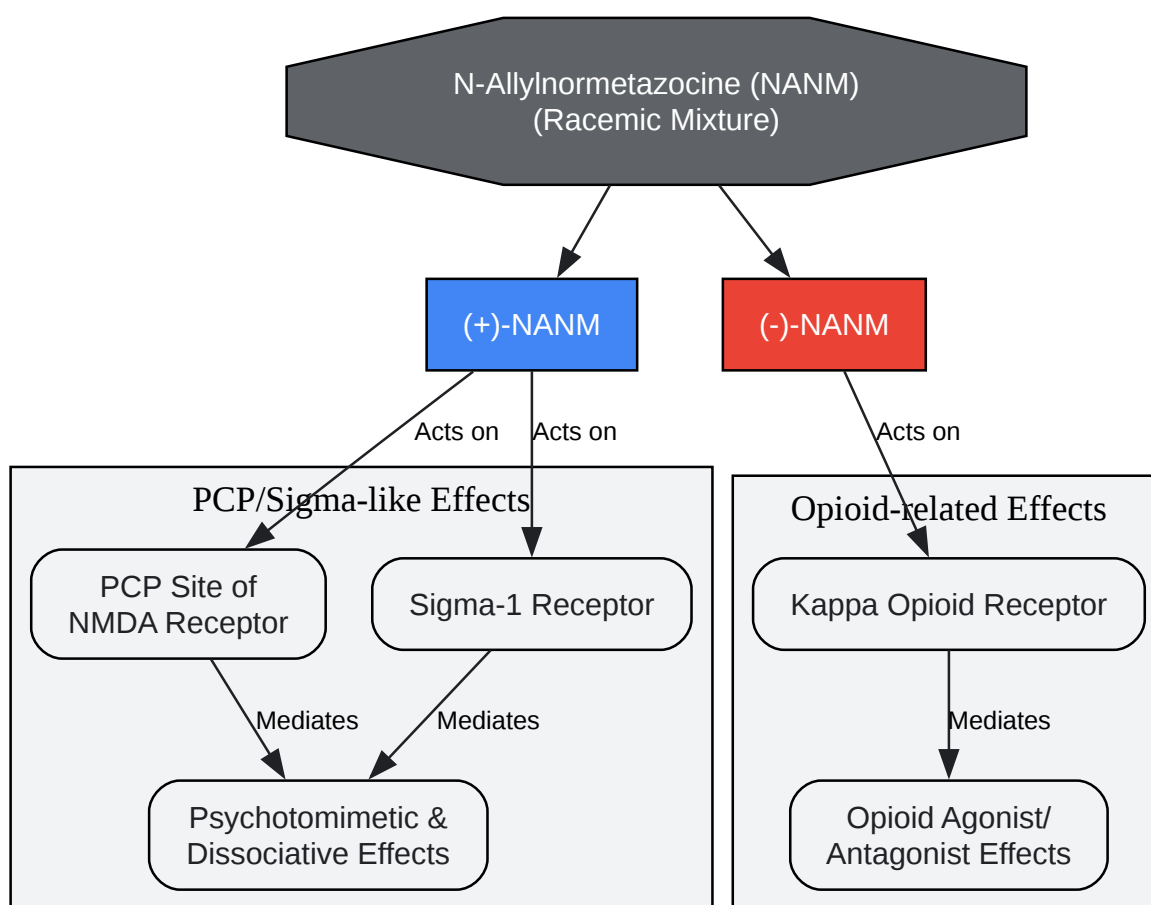 N-Allylnormetazocine (NANM)
(Racemic Mixture)
(+)-NANM
(-)-NANM
Acts on
Acts on
Acts on
PCP/Sigma-like Effects
Opioid-related Effects
PCP Site of
NMDA Receptor
Sigma-1 Receptor
Kappa Opioid Receptor
Mediates
Mediates
Mediates
Psychotomimetic &
Dissociative Effects
Opioid Agonist/
Antagonist Effects